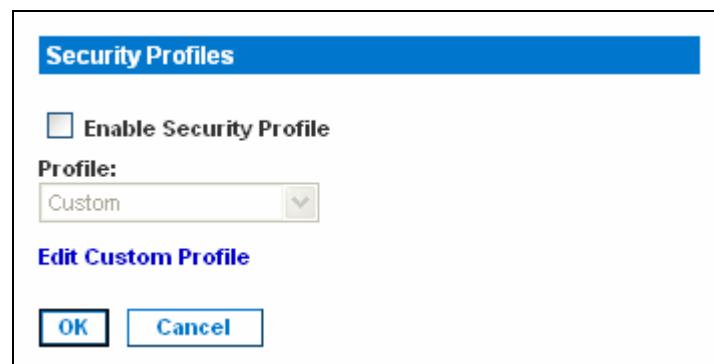 Security Profiles
Enable Security Profile
Profile:
Custom
Edit Custom Profile
OK Cancel